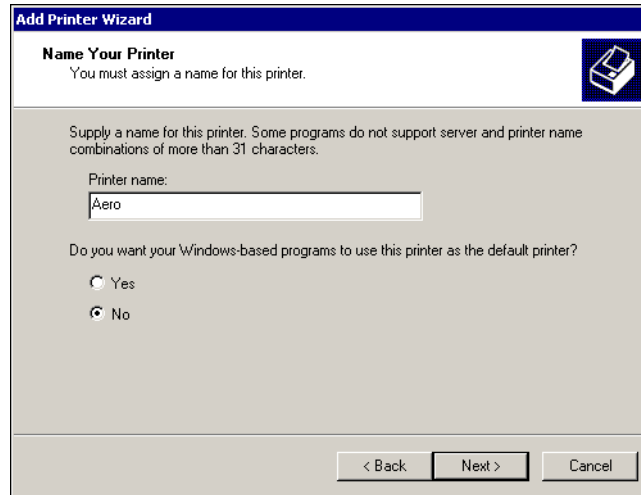 Add Printer Wizard
Name Your Printer
You must assign a name for this printer.
Supply a name for this printer. Some programs do not support server and printer name
combinations of more than 31 characters.
Printer name:
Aero
Do you want your Windows-based programs to use this printer as the default printer?
Yes
No
< Back
Next >
Cancel